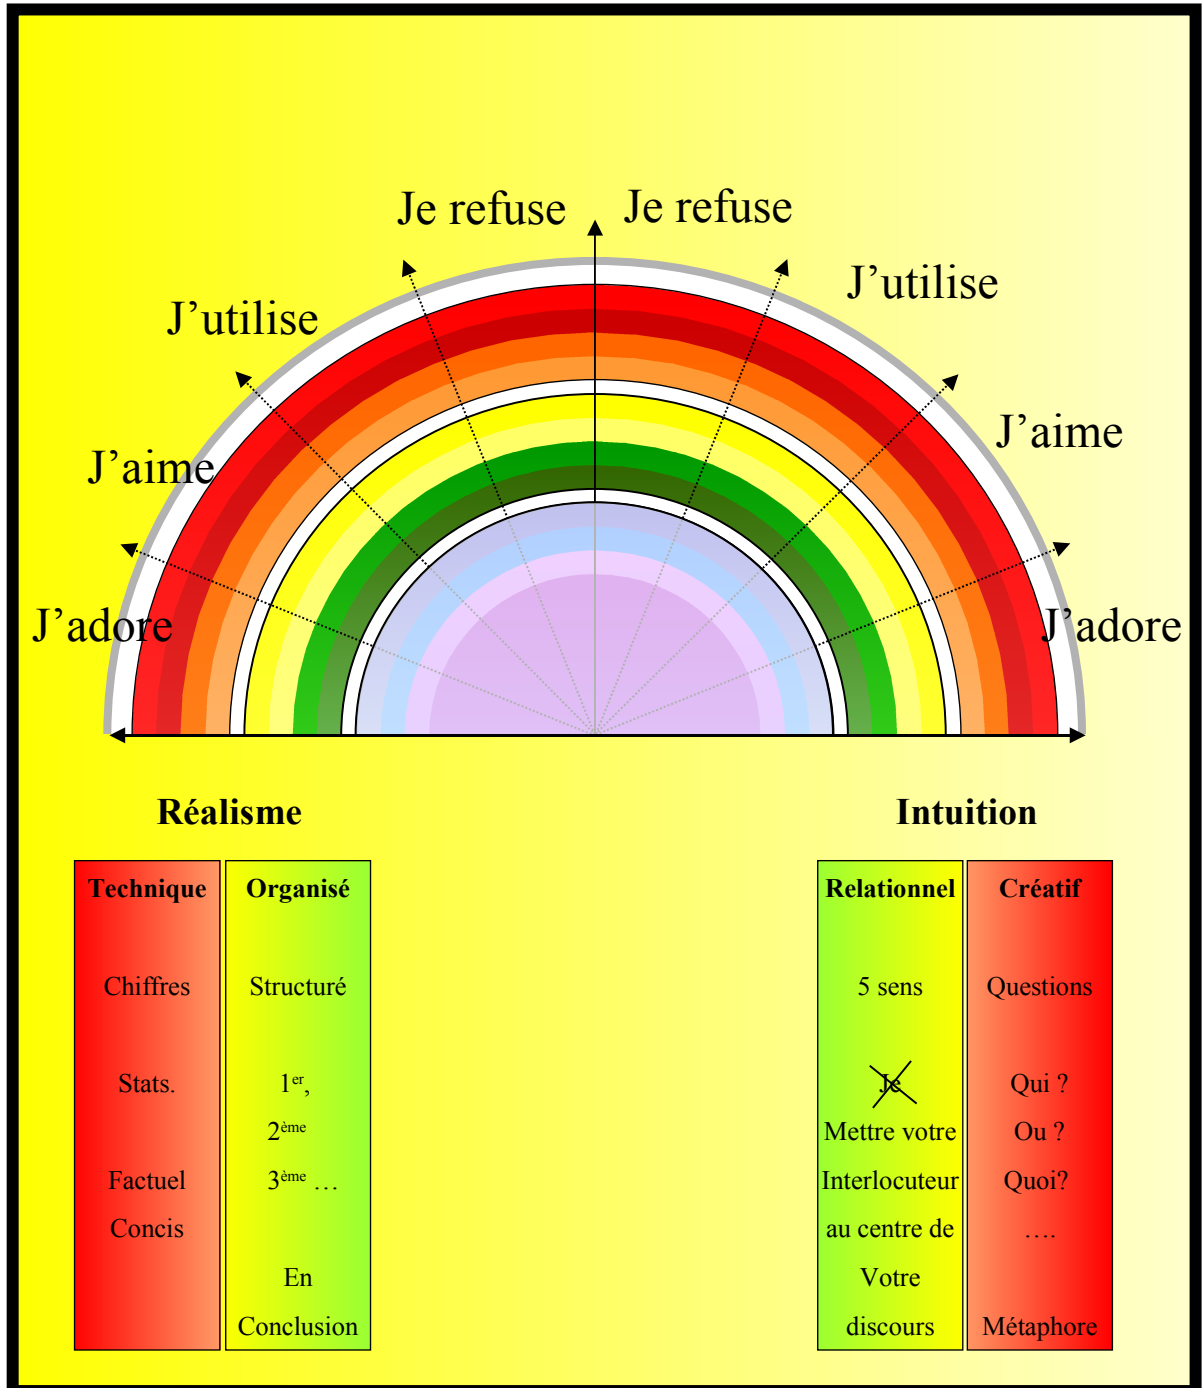 Je refuse
Je refuse
J’utilise
J’utilise
J’aime
J’aime
J’adore
J’adore
Réalisme
Intuition
Technique
Chiffres
Stats.
Factuel
Concis
Organisé
Structuré
1er,
2ème
3ème …
En
Conclusion
Relationnel
5 sens
Je
Mettre votre
Interlocuteur
au centre de
Votre
discours
Créatif
Questions
Qui ?
Ou ?
Quoi?
….
Métaphore